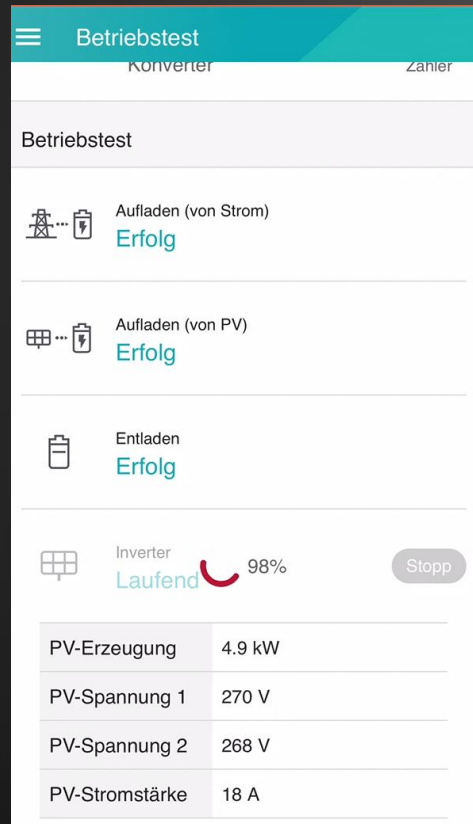 Betriebstest
Konverter Zähler
Betriebstest
Aufladen (von Strom)
Erfolg
Aufladen (von PV)
Erfolg
Entladen
Erfolg
Inverter
Laufend 98% Stopp
PV-Erzeugung 4.9 kW
PV-Spannung 1 270 V
PV-Spannung 2 268 V
PV-Stromstärke 18 A